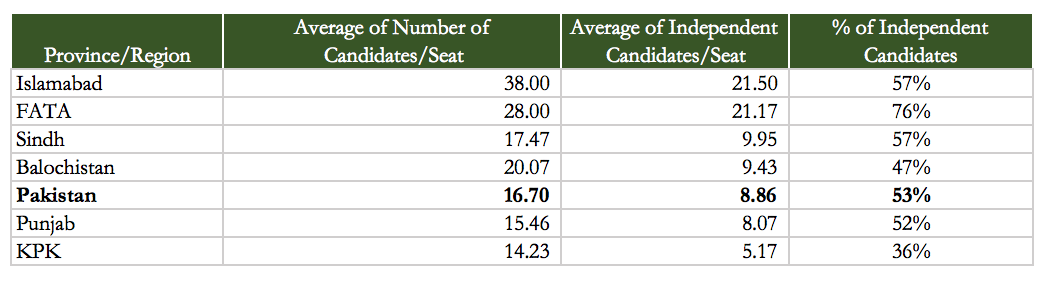 Province/Region Average of Number of Candidates/Seat Average of Independent Candidates/Seat % of Independent Candidates
Islamabad 38.00 21.50 57%
FATA 28.00 21.17 76%
Sindh 17.47 9.95 57%
Balochistan 20.07 9.43 47%
Pakistan 16.70 8.86 53%
Punjab 15.46 8.07 52%
KPK 14.23 5.17 36%